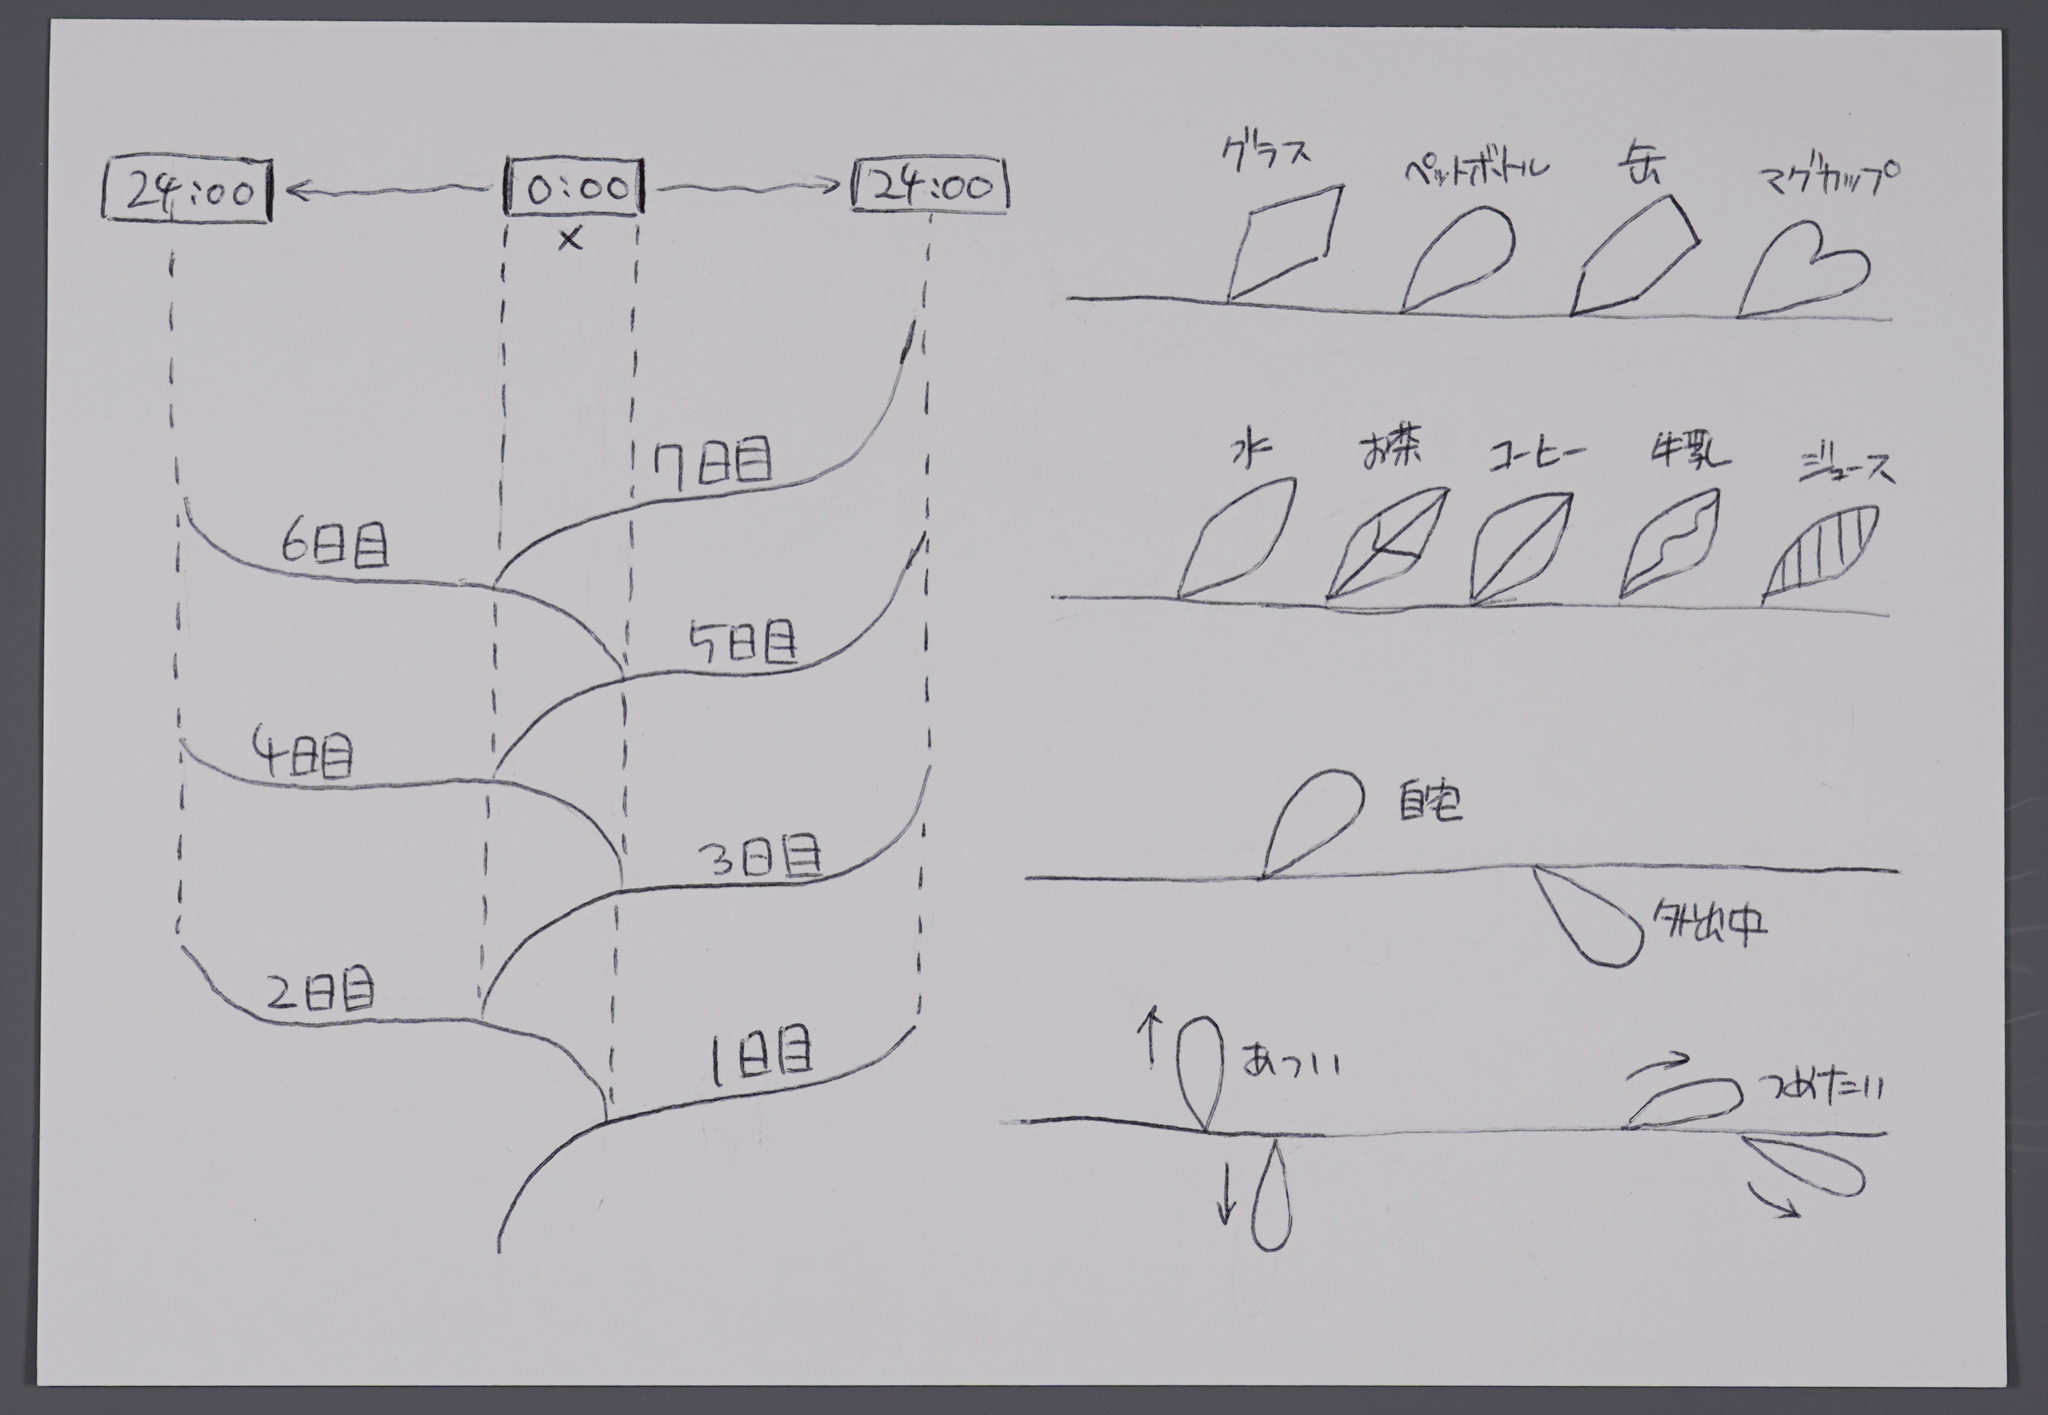 24:00 0:00 24:00
×
7日目
6日目
5日目
4日目
3日目
2日目
1日目
グラス ペットボトル 缶 マグカップ
水 お茶 コーヒー 牛乳 ジュース
自宅
外出中
あつい つめたい